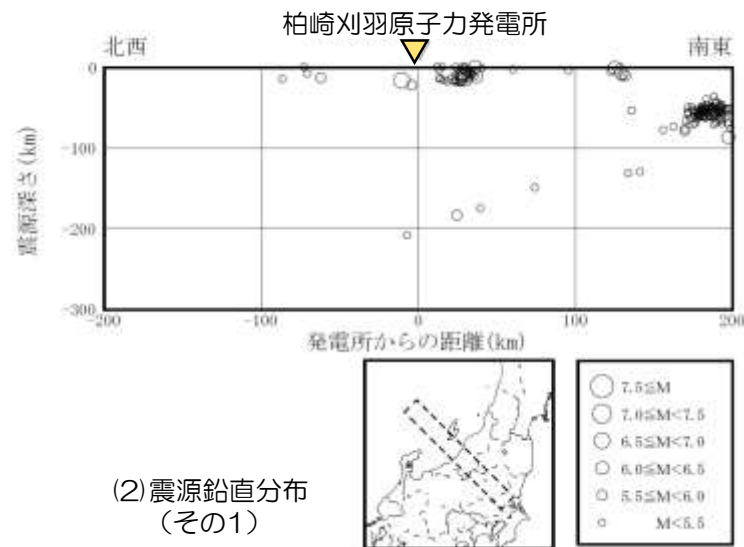 柏崎刈羽原子力発電所
北西
南東
震源深さ(km)
0
-100
-200
-300
-200
-100
0
100
200
発電所からの距離(km)
7.5≦M
7.0≦M<7.5
6.5≦M<7.0
6.0≦M<6.5
5.5≦M<6.0
M<5.5
(2)震源鉛直分布
(その1)